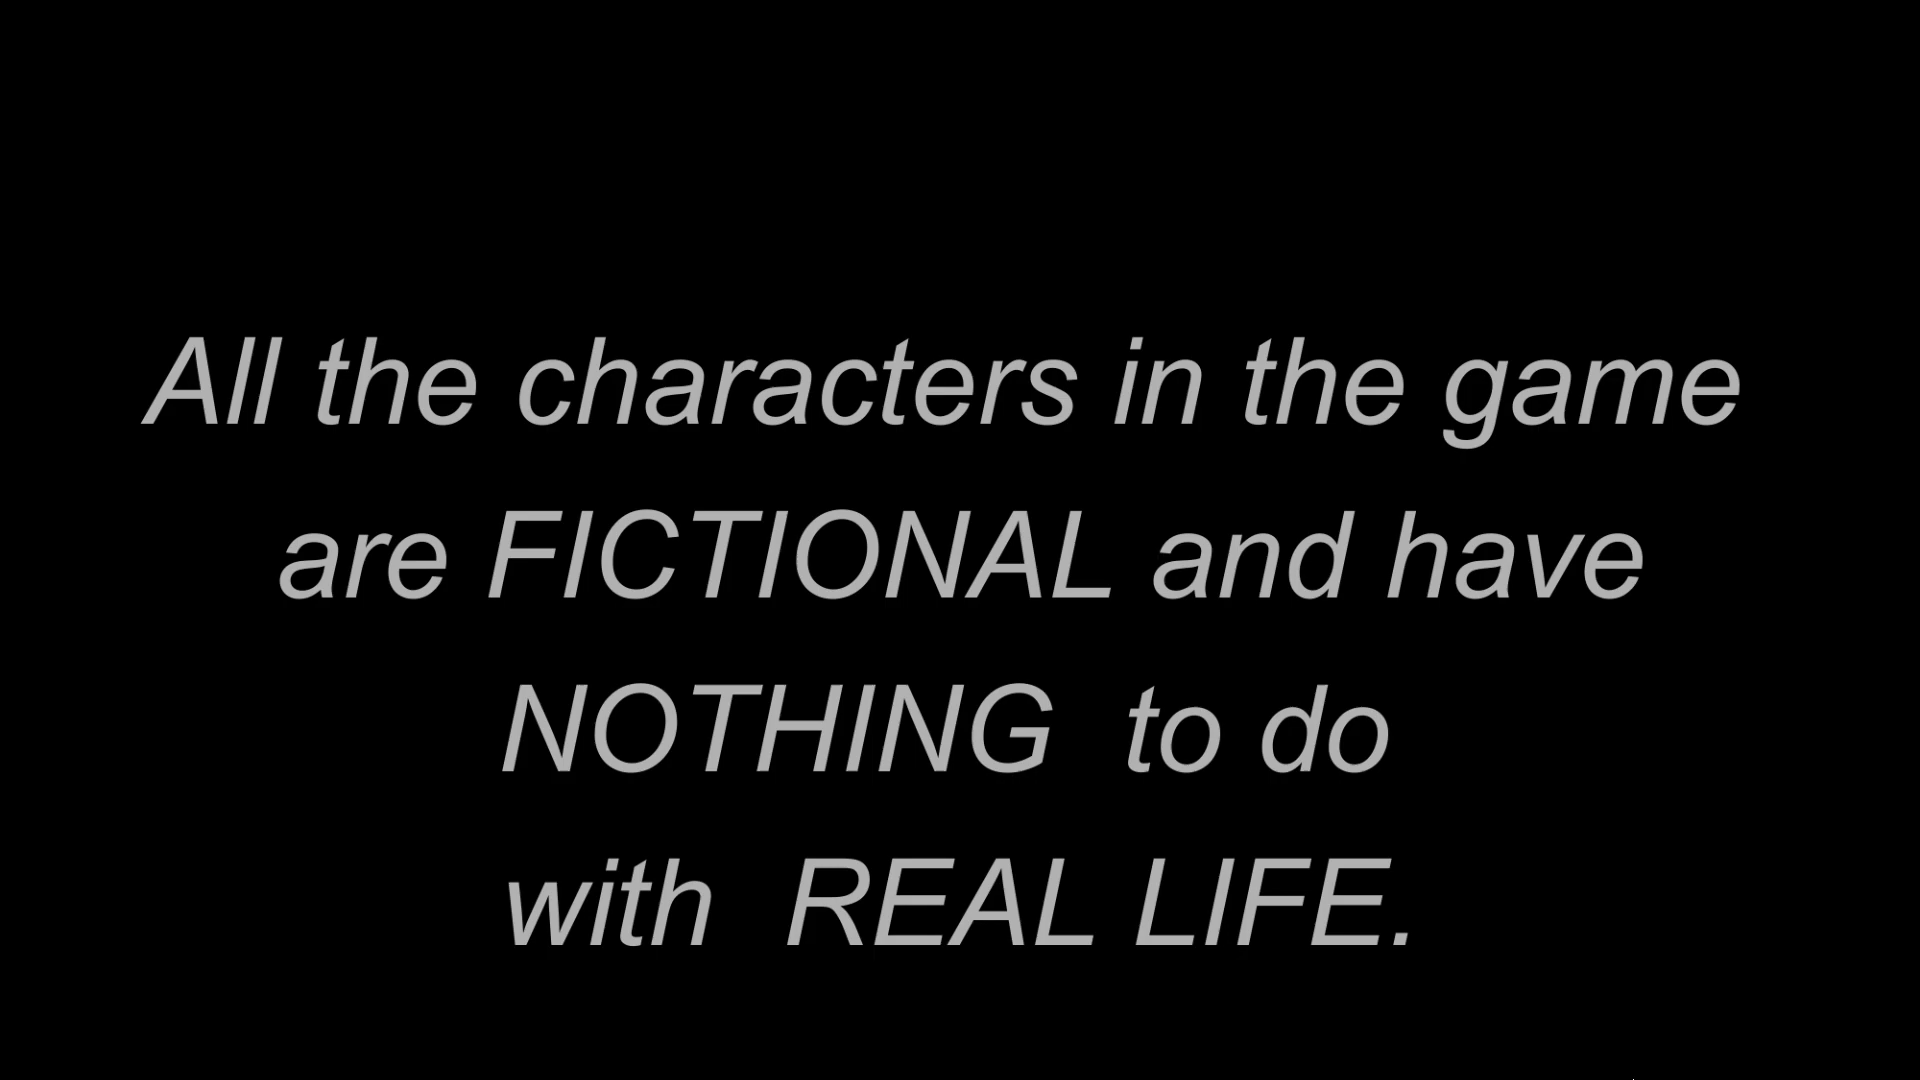 All the characters in the game
are FICTIONAL and have
NOTHING  to do
with  REAL LIFE.